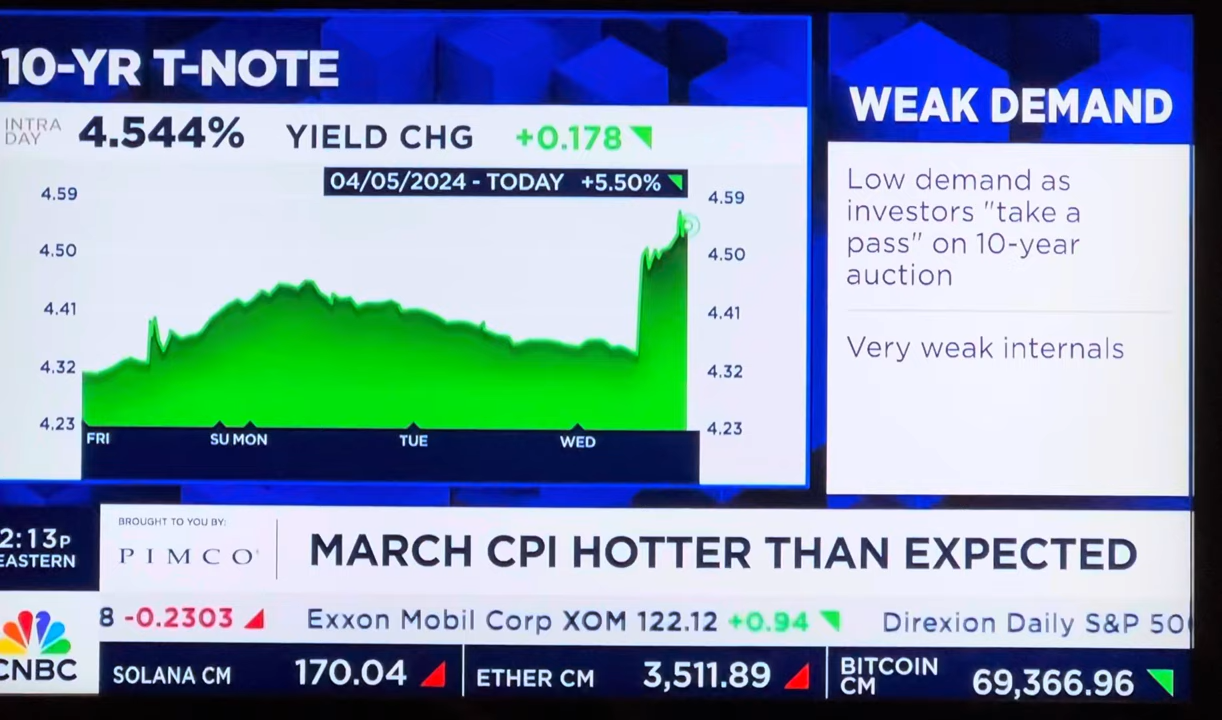 10-YR T-NOTE
INTRA
DAY
4.544% YIELD CHG +0.178
04/05/2024 - TODAY +5.50%
4.59
4.50
4.41
4.32
4.23
4.59
4.50
4.41
4.32
4.23
FRI SU MON TUE WED
WEAK DEMAND
Low demand as
investors "take a
pass" on 10-year
auction
Very weak internals
2:13P
EASTERN
BROUGHT TO YOU BY:
PIMCO
MARCH CPI HOTTER THAN EXPECTED
8 -0.2303 Exxon Mobil Corp XOM 122.12 +0.94 Direxion Daily S&P 50
CNBC
SOLANA CM 170.04 ETHER CM 3,511.89 BITCOIN
CM 69,366.96